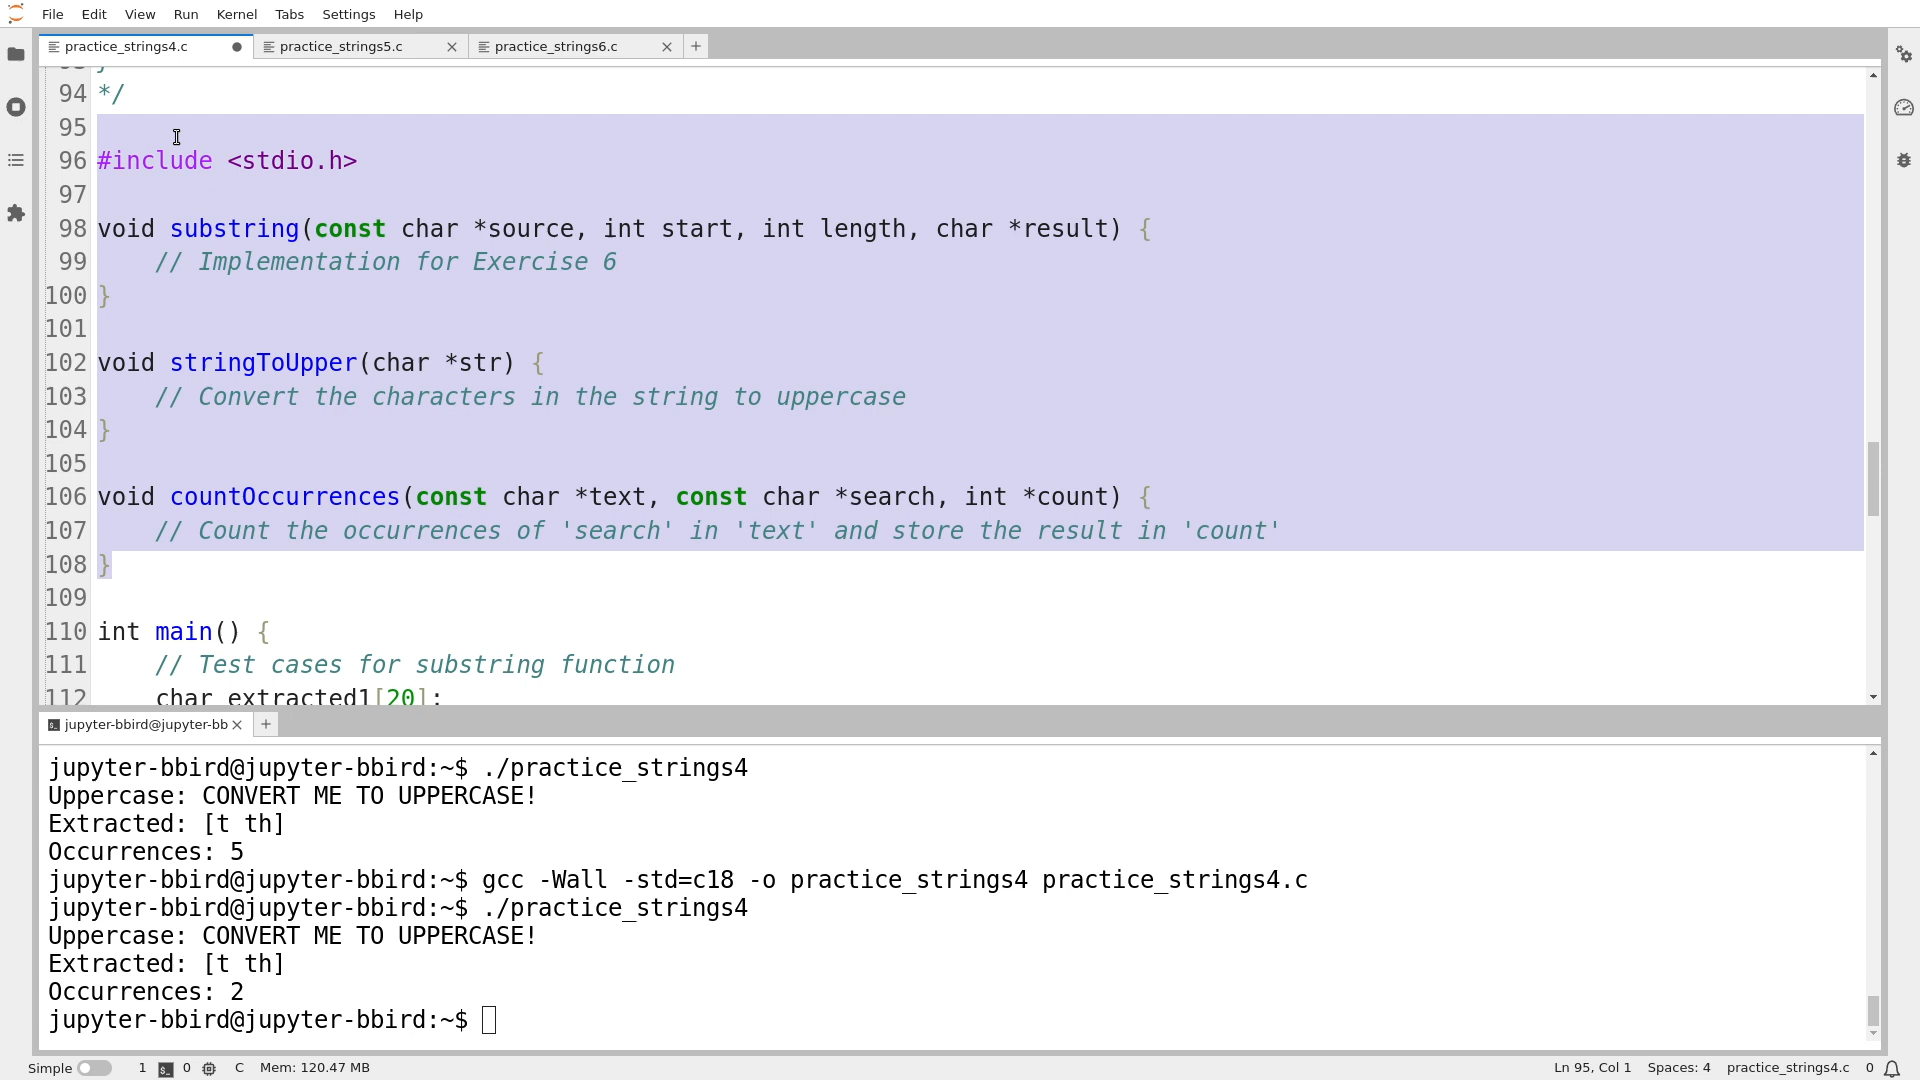 File Edit View Run Kernel Tabs Settings Help
practice_strings4.c practice_strings5.c practice_strings6.c
94 */
95
96 #include <stdio.h>
97
98 void substring(const char *source, int start, int length, char *result) {
99 // Implementation for Exercise 6
100 }
101
102 void stringToUpper(char *str) {
103 // Convert the characters in the string to uppercase
104 }
105
106 void countOccurrences(const char *text, const char *search, int *count) {
107 // Count the occurrences of 'search' in 'text' and store the result in 'count'
108 }
109
110 int main() {
111 // Test cases for substring function
112 char extracted1[20];
jupyter-bbird@jupyter-bb
jupyter-bbird@jupyter-bbird:~$ ./practice_strings4
Uppercase: CONVERT ME TO UPPERCASE!
Extracted: [t th]
Occurrences: 5
jupyter-bbird@jupyter-bbird:~$ gcc -Wall -std=c18 -o practice_strings4 practice_strings4.c
jupyter-bbird@jupyter-bbird:~$ ./practice_strings4
Uppercase: CONVERT ME TO UPPERCASE!
Extracted: [t th]
Occurrences: 2
jupyter-bbird@jupyter-bbird:~$
Simple 1 0 C Mem: 120.47 MB Ln 95, Col 1 Spaces: 4 practice_strings4.c 0